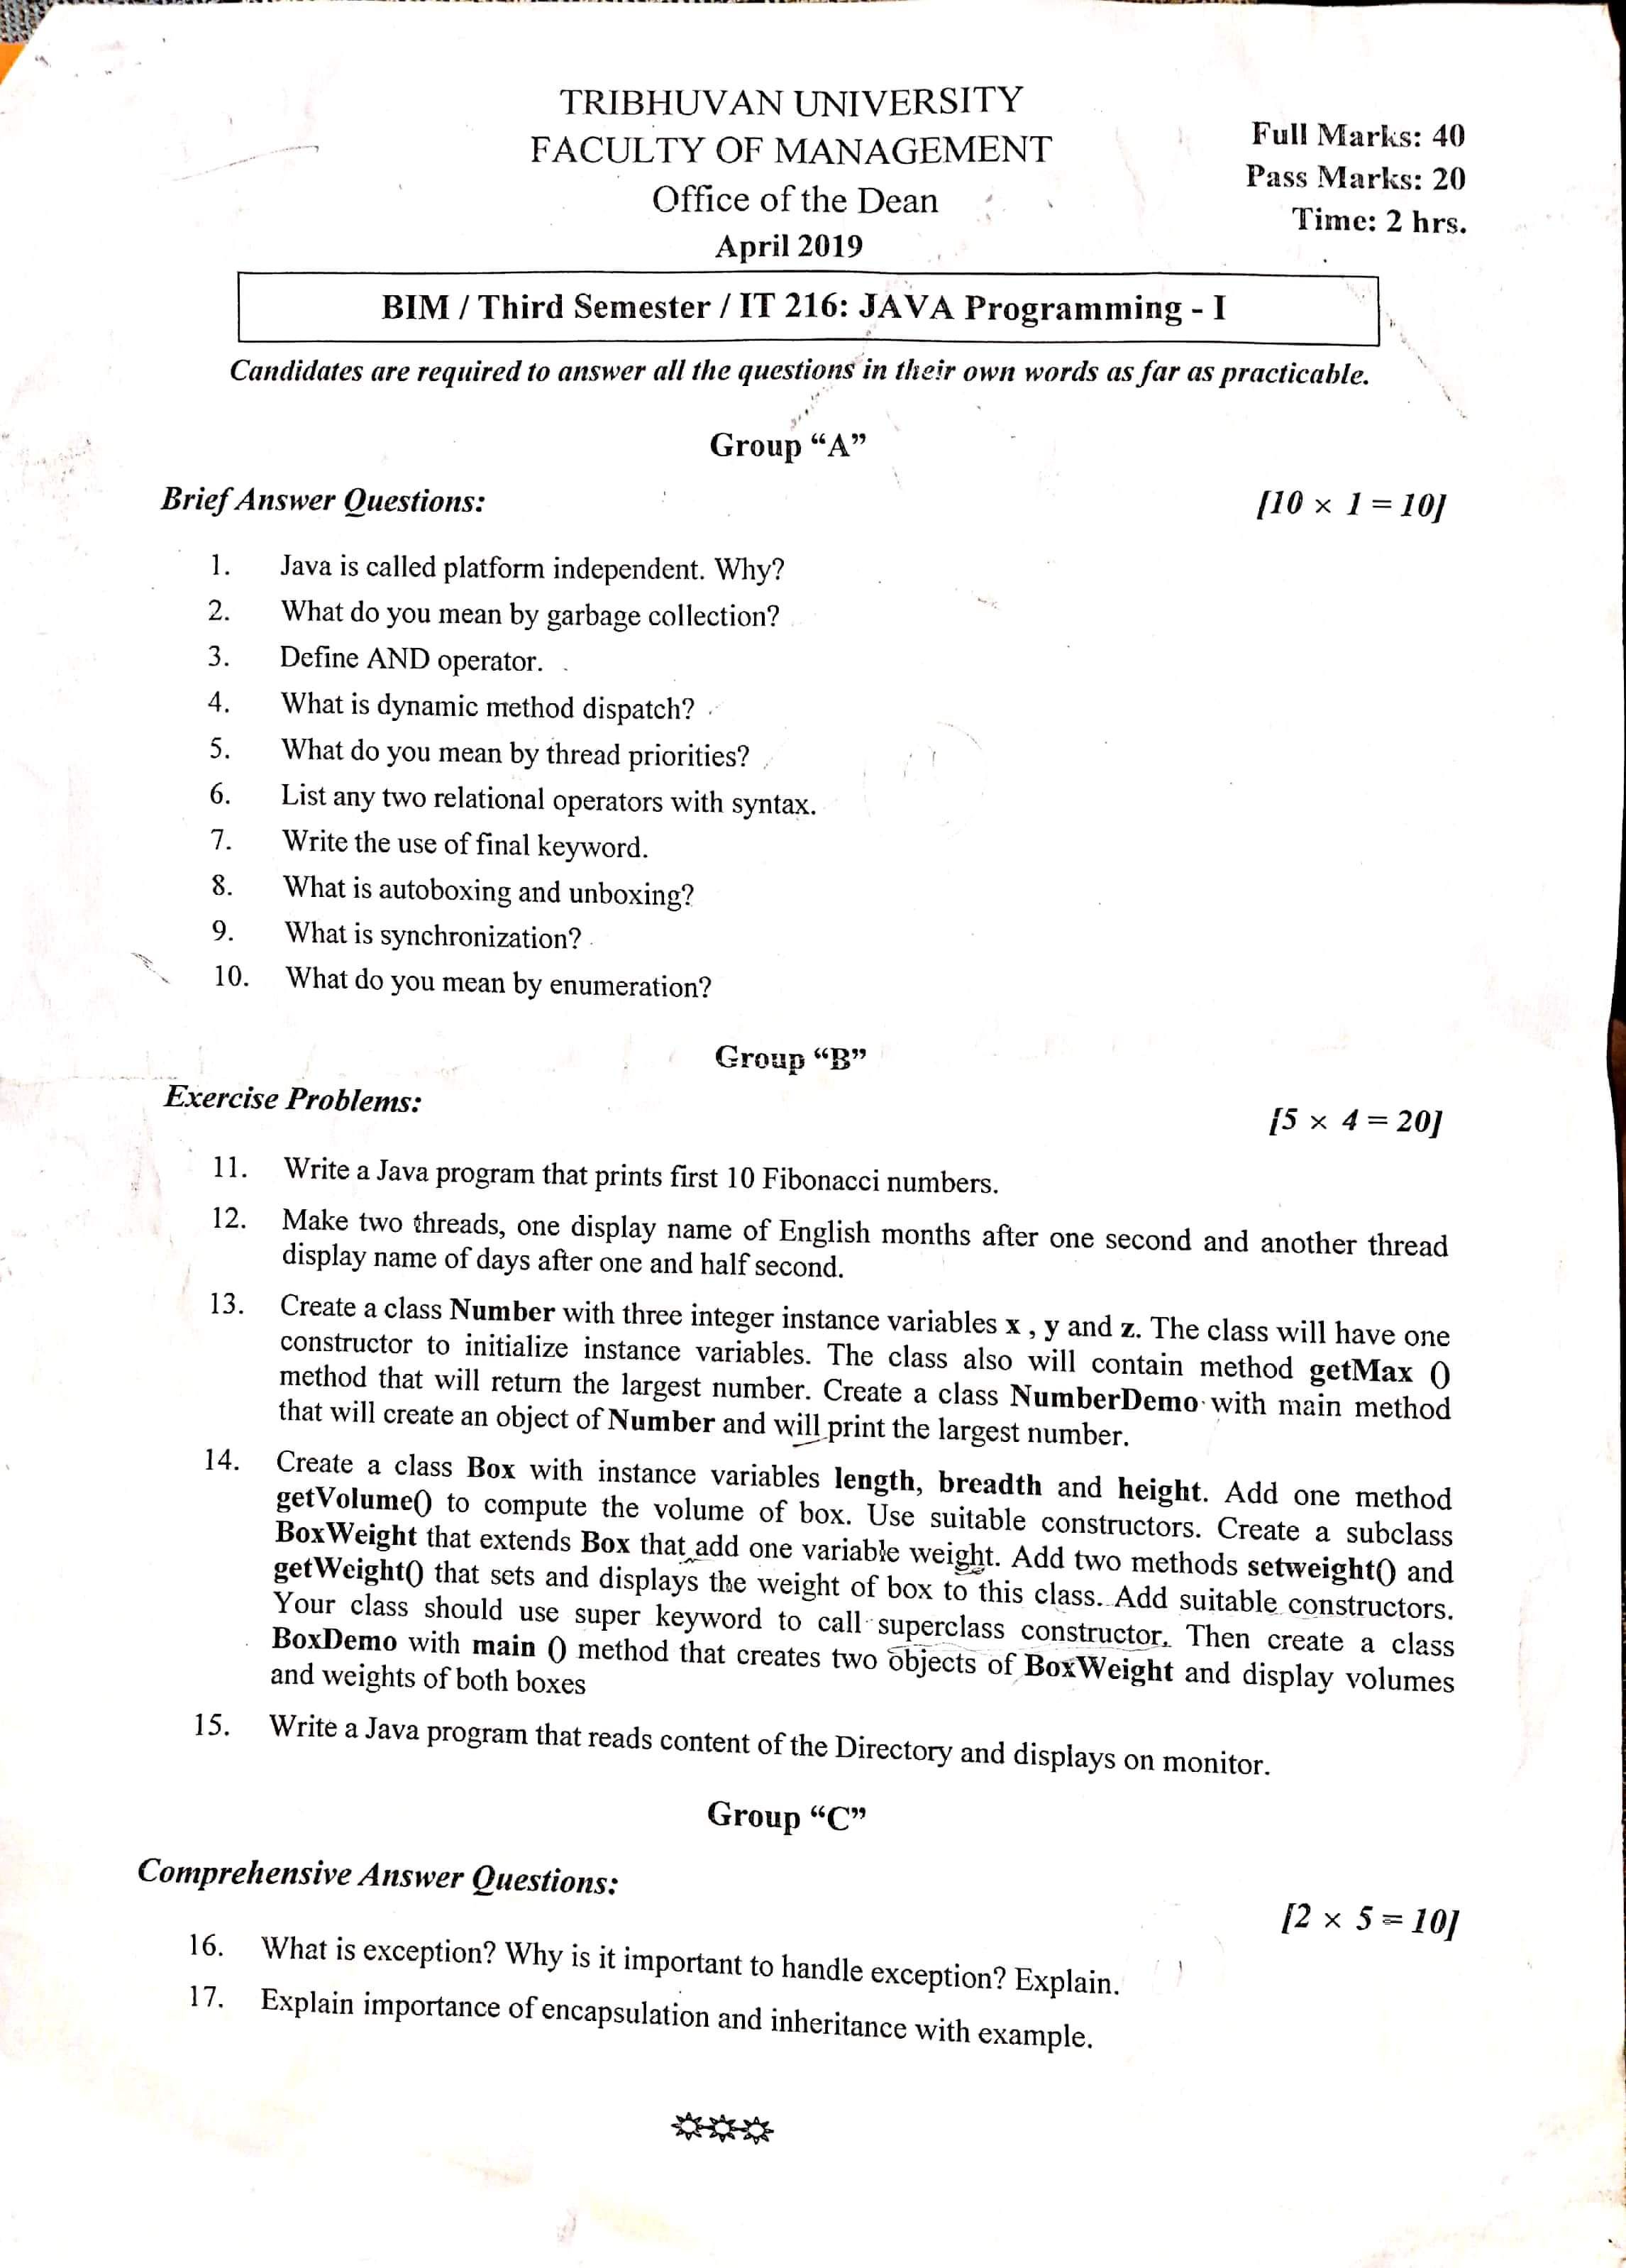 TRIBHUVAN UNIVERSITY
FACULTY OF MANAGEMENT
Office of the Dean
April 2019
Full Marks: 40
Pass Marks: 20
Time: 2 hrs.
BIM / Third Semester / IT 216: JAVA Programming - I
Candidates are required to answer all the questions in their own words as far as practicable.
Group “A”
Brief Answer Questions:
[10 × 1 = 10]
1. Java is called platform independent. Why?
2. What do you mean by garbage collection?
3. Define AND operator.
4. What is dynamic method dispatch?
5. What do you mean by thread priorities?
6. List any two relational operators with syntax.
7. Write the use of final keyword.
8. What is autoboxing and unboxing?
9. What is synchronization?
10. What do you mean by enumeration?
Group “B”
Exercise Problems:
[5 × 4 = 20]
11. Write a Java program that prints first 10 Fibonacci numbers.
12. Make two threads, one display name of English months after one second and another thread
display name of days after one and half second.
13. Create a class Number with three integer instance variables x , y and z. The class will have one
constructor to initialize instance variables. The class also will contain method getMax ()
method that will return the largest number. Create a class NumberDemo with main method
that will create an object of Number and will print the largest number.
14. Create a class Box with instance variables length, breadth and height. Add one method
getVolume() to compute the volume of box. Use suitable constructors. Create a subclass
BoxWeight that extends Box that add one variable weight. Add two methods setweight() and
getWeight() that sets and displays the weight of box to this class. Add suitable constructors.
Your class should use super keyword to call superclass constructor. Then create a class
BoxDemo with main () method that creates two objects of BoxWeight and display volumes
and weights of both boxes
15. Write a Java program that reads content of the Directory and displays on monitor.
Group “C”
Comprehensive Answer Questions:
[2 × 5 = 10]
16. What is exception? Why is it important to handle exception? Explain.
17. Explain importance of encapsulation and inheritance with example.